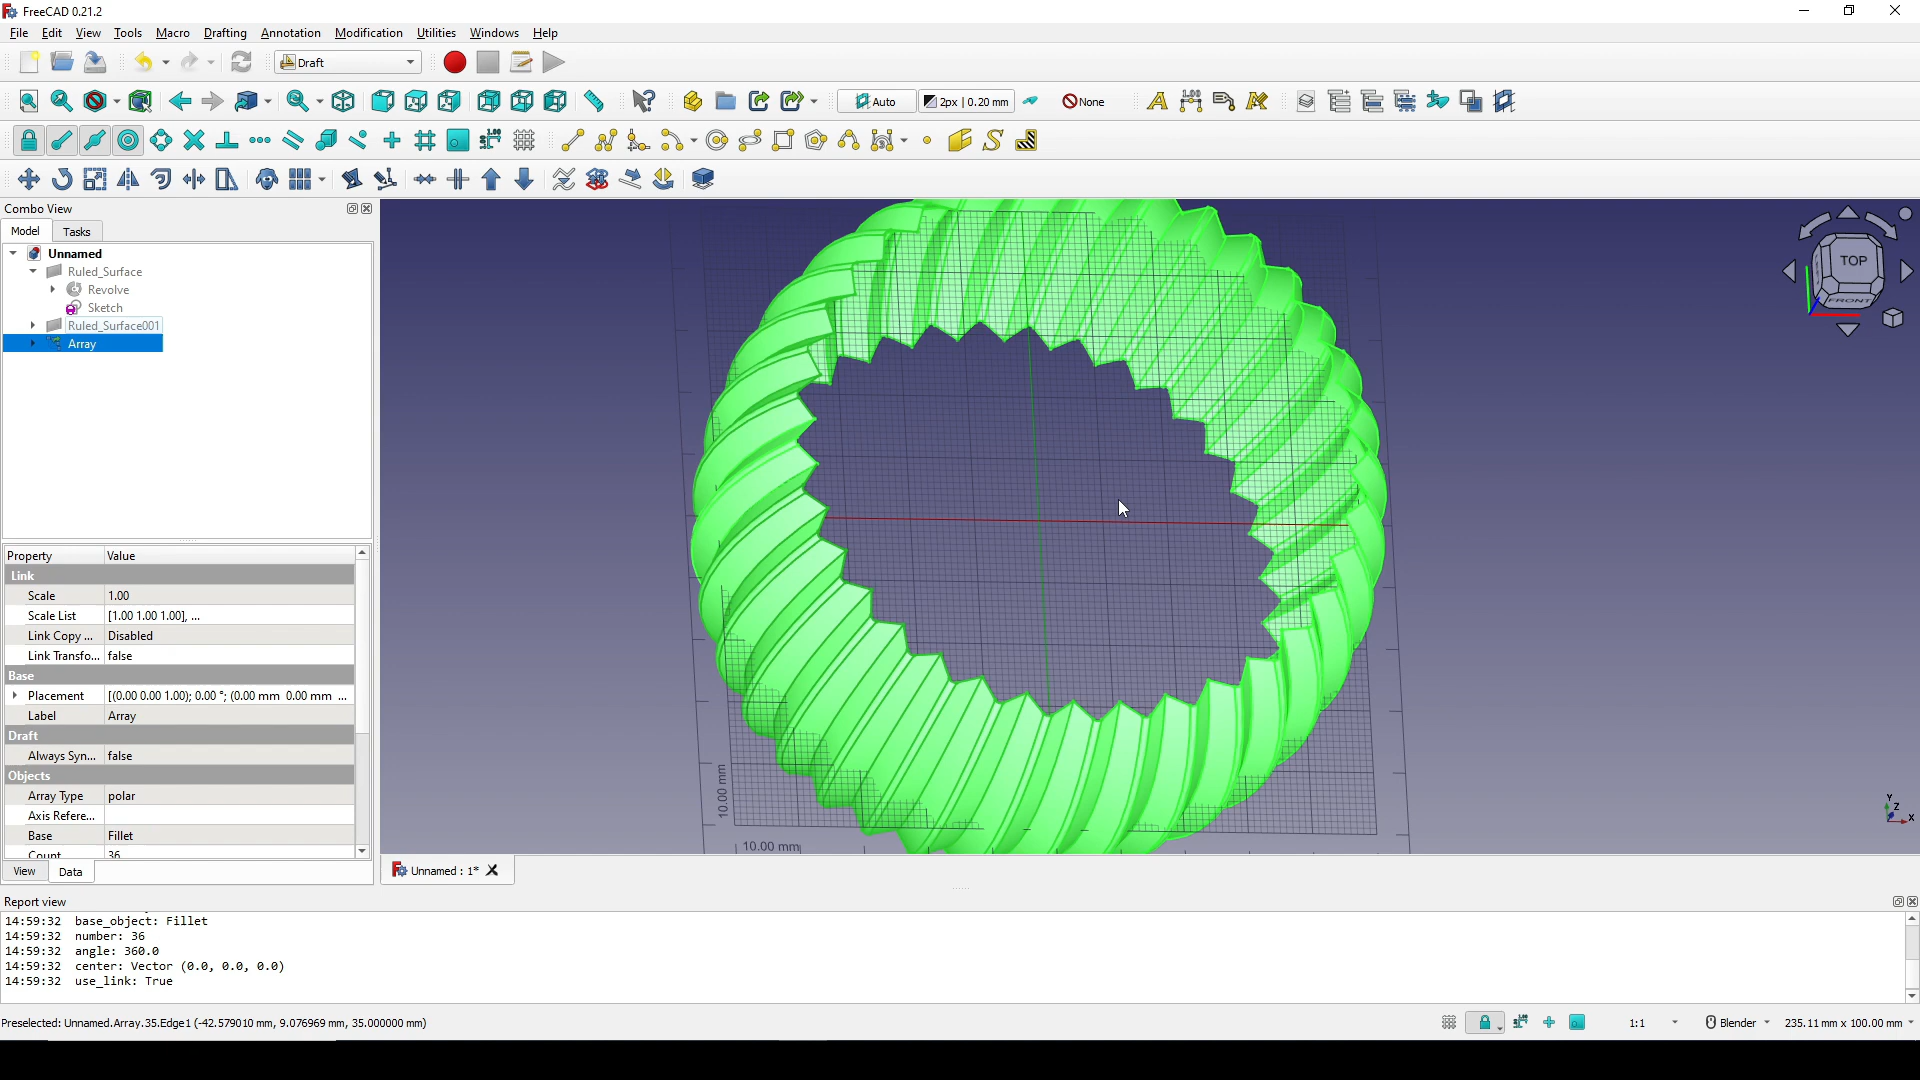 FreeCAD 0.21.2
File Edit View Tools Macro Drafting Annotation Modification Utilities Windows Help
Draft
Auto 2px | 0.20 mm None
Combo View
Model Tasks
Unnamed
Ruled_Surface
Revolve
Sketch
Ruled_Surface001
Array
Property Value
Link
Scale 1.00
Scale List [1.00 1.00 1.00], ...
Link Copy ... Disabled
Link Transfo... false
Base
Placement [(0.00 0.00 1.00); 0.00 °; (0.00 mm 0.00 mm ...
Label Array
Draft
Always Syn... false
Objects
Array Type polar
Axis Refere...
Base Fillet
Count 36
View Data
TOP
FRONT
10.00 mm
10.00 mm
Y
Z
X
Unnamed : 1*
Report view
14:59:32 base_object: Fillet
14:59:32 number: 36
14:59:32 angle: 360.0
14:59:32 center: Vector (0.0, 0.0, 0.0)
14:59:32 use_link: True
Preselected: Unnamed.Array.35.Edge1 (-42.579010 mm, 9.076969 mm, 35.000000 mm)
1:1 Blender 235.11 mm x 100.00 mm